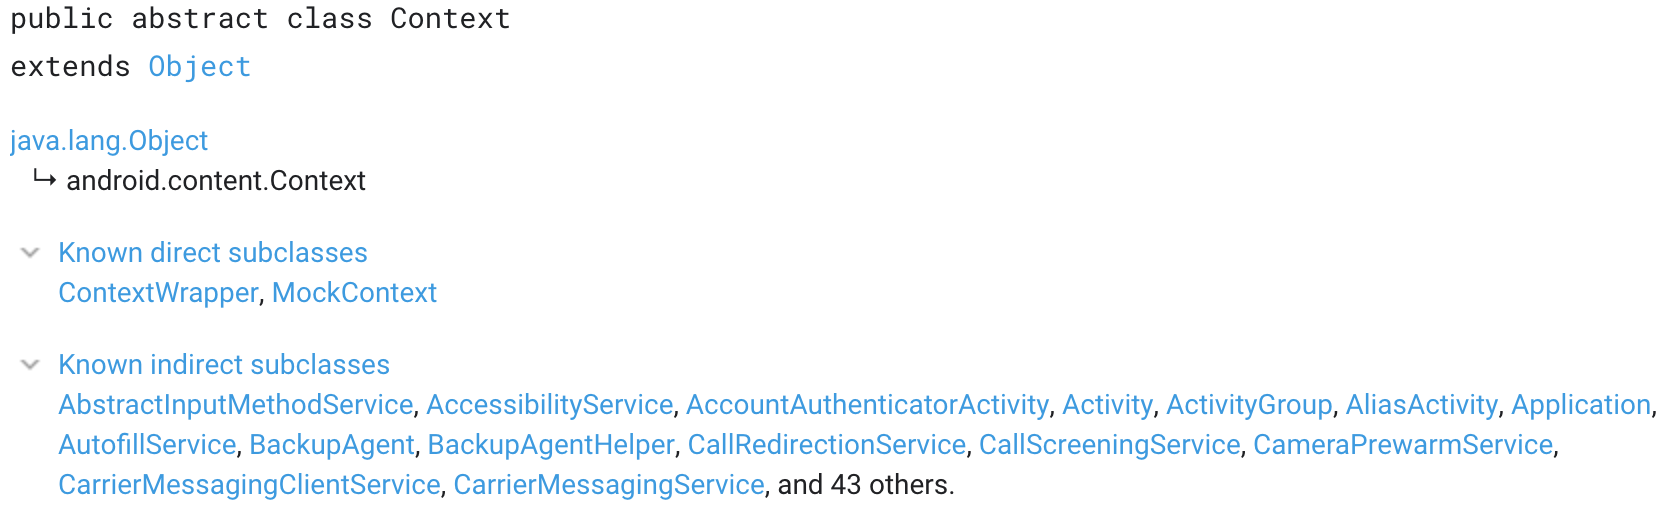 public abstract class Context
extends Object
java.lang.Object
↳ android.content.Context
Known direct subclasses
ContextWrapper, MockContext
Known indirect subclasses
AbstractInputMethodService, AccessibilityService, AccountAuthenticatorActivity, Activity, ActivityGroup, AliasActivity, Application,
AutofillService, BackupAgent, BackupAgentHelper, CallRedirectionService, CallScreeningService, CameraPrewarmService,
CarrierMessagingClientService, CarrierMessagingService, and 43 others.